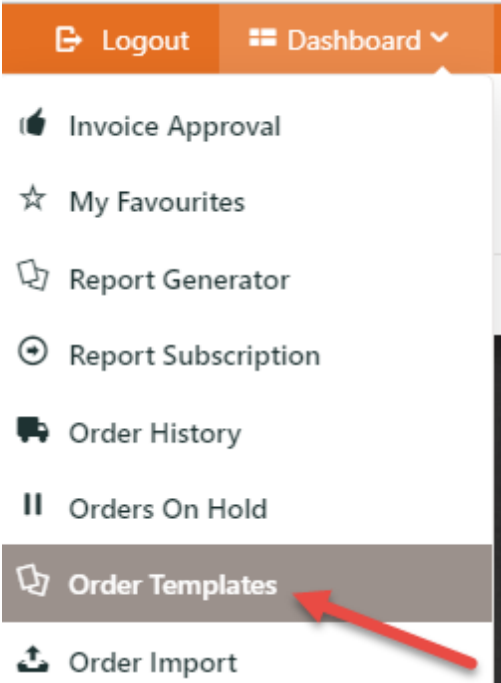 Logout Dashboard
Invoice Approval
My Favourites
Report Generator
Report Subscription
Order History
Orders On Hold
Order Templates
Order Import